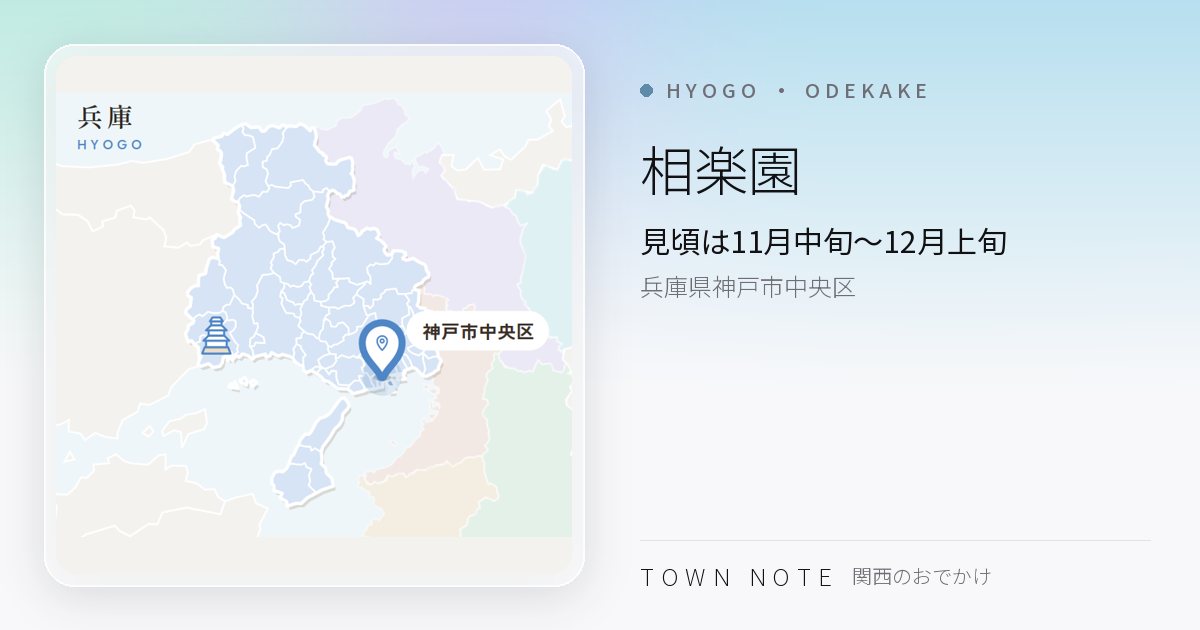 兵庫
HYOGO
神戸市中央区
HYOGO • ODEKAKE
相楽園
見頃は11月中旬〜12月上旬
兵庫県神戸市中央区
TOWN NOTE 関西のおでかけ